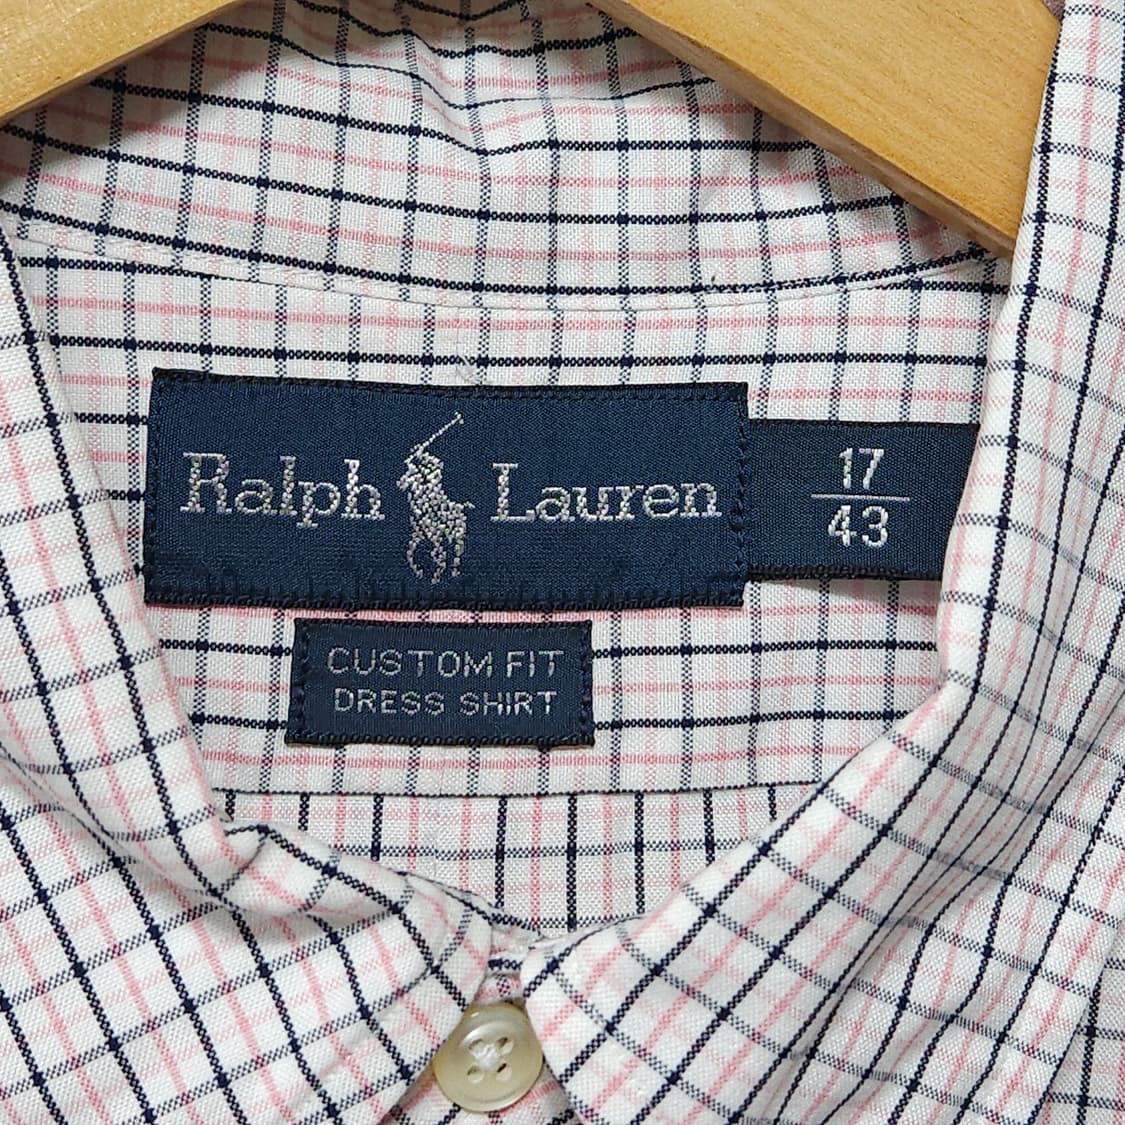 Ralph Lauren
17
43
CUSTOM FIT
DRESS SHIRT